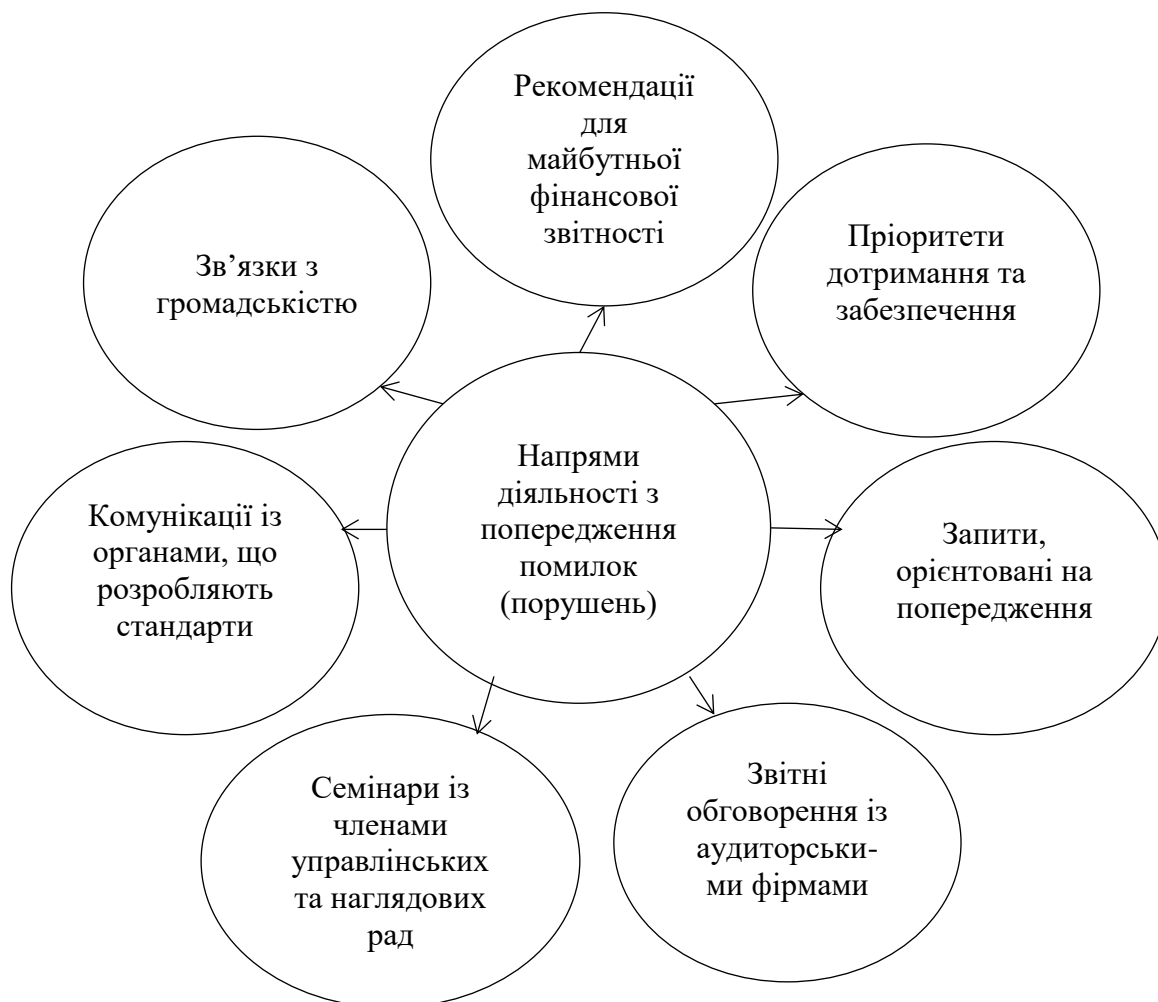 Рекомендації
для
майбутньої
фінансової
звітності
Зв’язки з
громадськістю
Пріоритети
дотримання та
забезпечення
Напрями
діяльності з
попередження
помилок
(порушень)
Комунікації із
органами, що
розробляють
стандарти
Запити,
орієнтовані на
попередження
Семінари із
членами
управлінських
та наглядових
рад
Звітні
обговорення із
аудиторськи-
ми фірмами